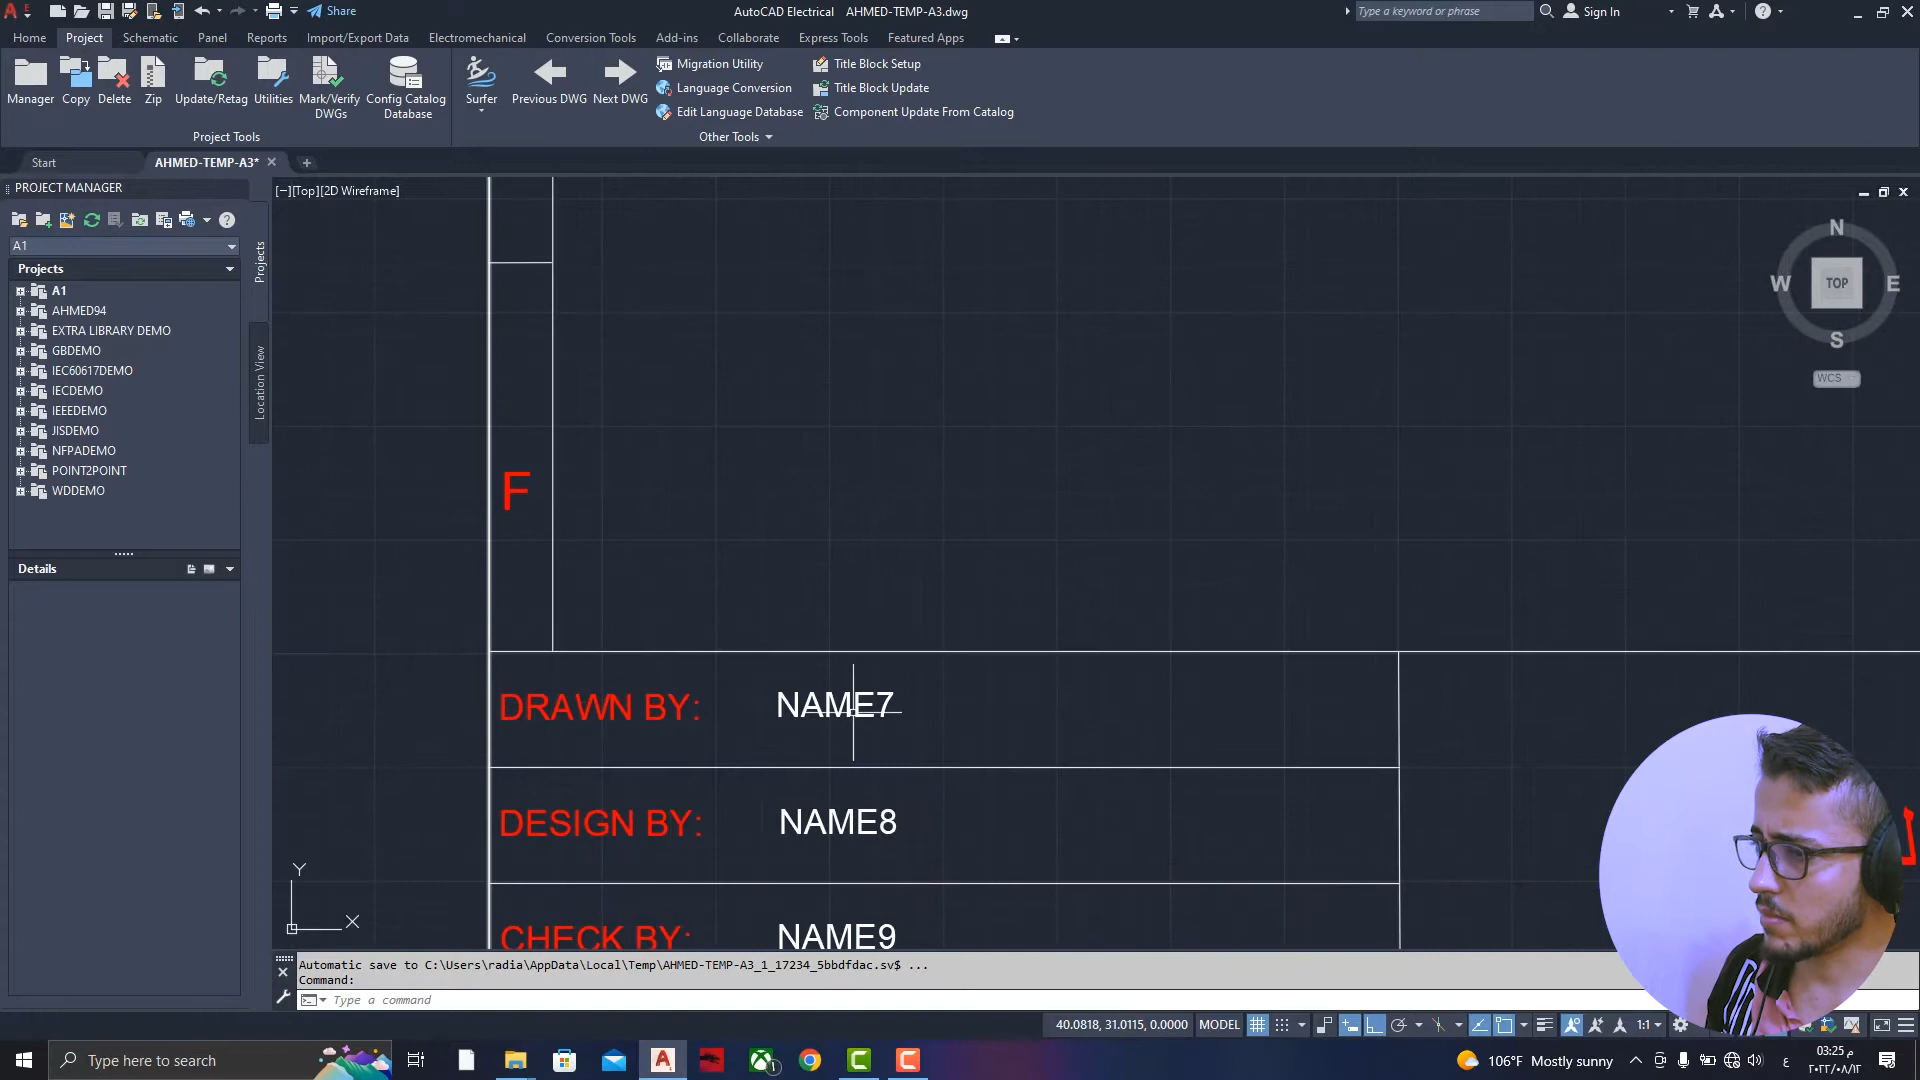 AutoCAD Electrical AHMED-TEMP-A3.dwg
Share
Type a keyword or phrase
Sign In
Home Project Schematic Panel Reports Import/Export Data Electromechanical Conversion Tools Add-ins Collaborate Express Tools Featured Apps
Manager Copy Delete Zip Update/Retag Utilities Mark/Verify DWGs Config Catalog Database
Surfer Previous DWG Next DWG
Migration Utility
Language Conversion
Edit Language Database
Title Block Setup
Title Block Update
Component Update From Catalog
Project Tools
Other Tools
Start AHMED-TEMP-A3*
PROJECT MANAGER
A1
Projects
A1
AHMED94
EXTRA LIBRARY DEMO
GBDEMO
IEC60617DEMO
IECDEMO
IEEEDEMO
JISDEMO
NFPADEMO
POINT2POINT
WDDEMO
Details
Projects
Location View
[−][Top][2D Wireframe]
N
W TOP E
S
WCS
F
DRAWN BY: NAME7
DESIGN BY: NAME8
CHECK BY: NAME9
Y
X
Automatic save to C:\Users\radia\AppData\Local\Temp\AHMED-TEMP-A3_1_17234_5bbdfdac.sv$ ...
Command:
Type a command
40.0818, 31.0115, 0.0000 MODEL 1:1
Type here to search
106°F Mostly sunny
ع
03:25 م
٢٠٢٢/٠٨/١٢